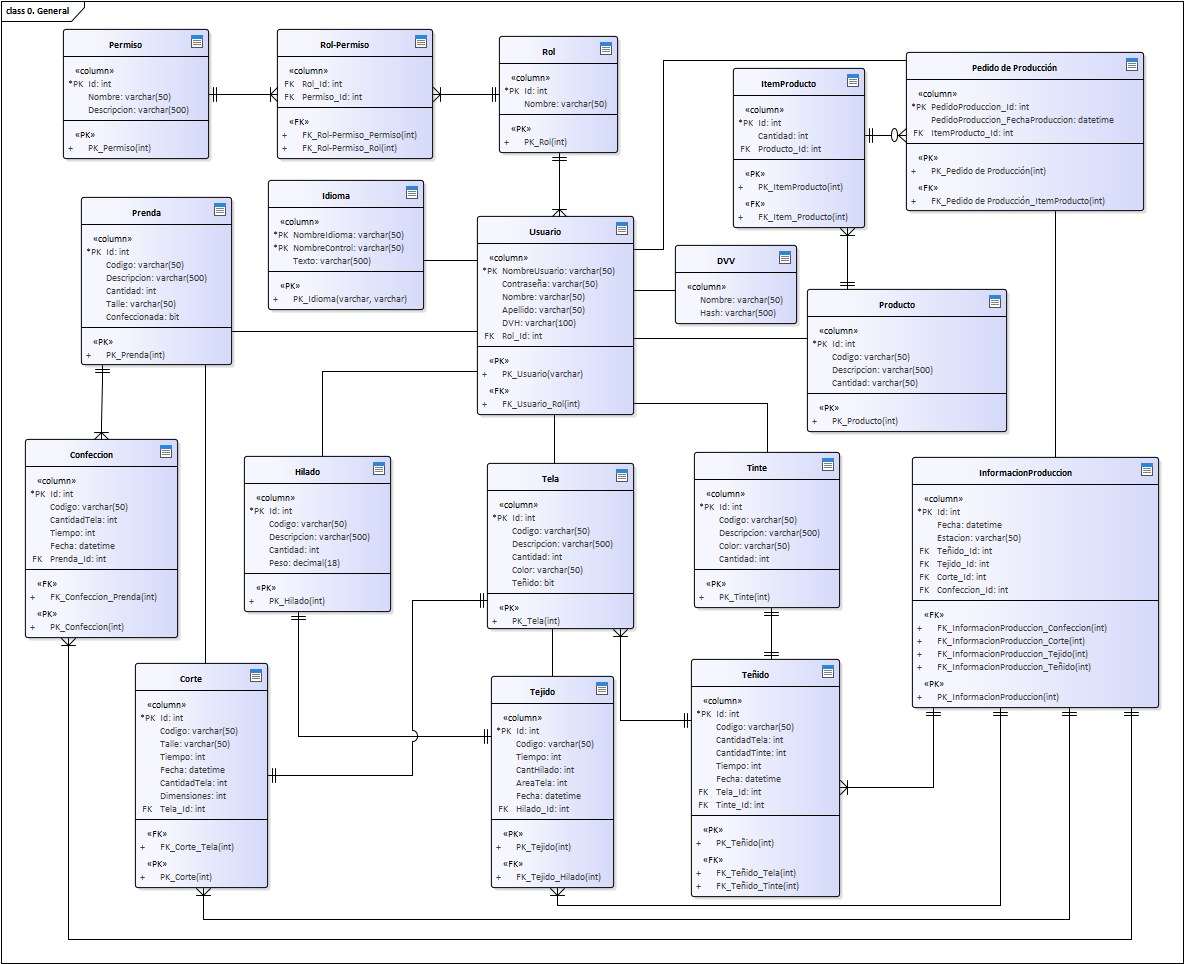 class 0. General
Permiso
«column»
*PK Id: int
Nombre: varchar(50)
Descripcion: varchar(500)
«PK»
+ PK_Permiso(int)
Rol-Permiso
«column»
FK Rol_Id: int
FK Permiso_Id: int
«FK»
+ FK_Rol-Permiso_Permiso(int)
+ FK_Rol-Permiso_Rol(int)
Rol
«column»
*PK Id: int
Nombre: varchar(50)
«PK»
+ PK_Rol(int)
ItemProducto
«column»
*PK Id: int
Cantidad: int
FK Producto_Id: int
«PK»
+ PK_ItemProducto(int)
«FK»
+ FK_Item_Producto(int)
Pedido de Producción
«column»
*PK PedidoProduccion_Id: int
PedidoProduccion_FechaProduccion: datetime
FK ItemProducto_Id: int
«PK»
+ PK_Pedido de Producción(int)
«FK»
+ FK_Pedido de Producción_ItemProducto(int)
Prenda
«column»
*PK Id: int
Codigo: varchar(50)
Descripcion: varchar(500)
Cantidad: int
Talle: varchar(50)
Confeccionada: bit
«PK»
+ PK_Prenda(int)
Idioma
«column»
*PK NombreIdioma: varchar(50)
*PK NombreControl: varchar(50)
Texto: varchar(500)
«PK»
+ PK_Idioma(varchar, varchar)
Usuario
«column»
*PK NombreUsuario: varchar(50)
Contraseña: varchar(50)
Nombre: varchar(50)
Apellido: varchar(50)
DVH: varchar(100)
FK Rol_Id: int
«PK»
+ PK_Usuario(varchar)
«FK»
+ FK_Usuario_Rol(int)
DVV
«column»
Nombre: varchar(50)
Hash: varchar(500)
Producto
«column»
*PK Id: int
Codigo: varchar(50)
Descripcion: varchar(500)
Cantidad: varchar(50)
«PK»
+ PK_Producto(int)
Confeccion
«column»
*PK Id: int
Codigo: varchar(50)
CantidadTela: int
Tiempo: int
Fecha: datetime
FK Prenda_Id: int
«FK»
+ FK_Confeccion_Prenda(int)
«PK»
+ PK_Confeccion(int)
Hilado
«column»
*PK Id: int
Codigo: varchar(50)
Descripcion: varchar(500)
Cantidad: int
Peso: decimal(18)
«PK»
+ PK_Hilado(int)
Tela
«column»
*PK Id: int
Codigo: varchar(50)
Descripcion: varchar(500)
Cantidad: int
Color: varchar(50)
Teñido: bit
«PK»
+ PK_Tela(int)
Tinte
«column»
*PK Id: int
Codigo: varchar(50)
Descripcion: varchar(500)
Color: varchar(50)
Cantidad: int
«PK»
+ PK_Tinte(int)
InformacionProduccion
«column»
*PK Id: int
Fecha: datetime
Estacion: varchar(50)
FK Teñido_Id: int
FK Tejido_Id: int
FK Corte_Id: int
FK Confeccion_Id: int
«FK»
+ FK_InformacionProduccion_Confeccion(int)
+ FK_InformacionProduccion_Corte(int)
+ FK_InformacionProduccion_Tejido(int)
+ FK_InformacionProduccion_Teñido(int)
«PK»
+ PK_InformacionProduccion(int)
Corte
«column»
*PK Id: int
Codigo: varchar(50)
Talle: varchar(50)
Tiempo: int
Fecha: datetime
CantidadTela: int
Dimensiones: int
FK Tela_Id: int
«FK»
+ FK_Corte_Tela(int)
«PK»
+ PK_Corte(int)
Tejido
«column»
*PK Id: int
Codigo: varchar(50)
Tiempo: int
CantHilado: int
AreaTela: int
Fecha: datetime
FK Hilado_Id: int
«PK»
+ PK_Tejido(int)
«FK»
+ FK_Tejido_Hilado(int)
Teñido
«column»
*PK Id: int
Codigo: varchar(50)
CantidadTela: int
CantidadTinte: int
Tiempo: int
Fecha: datetime
FK Tela_Id: int
FK Tinte_Id: int
«PK»
+ PK_Teñido(int)
«FK»
+ FK_Teñido_Tela(int)
+ FK_Teñido_Tinte(int)